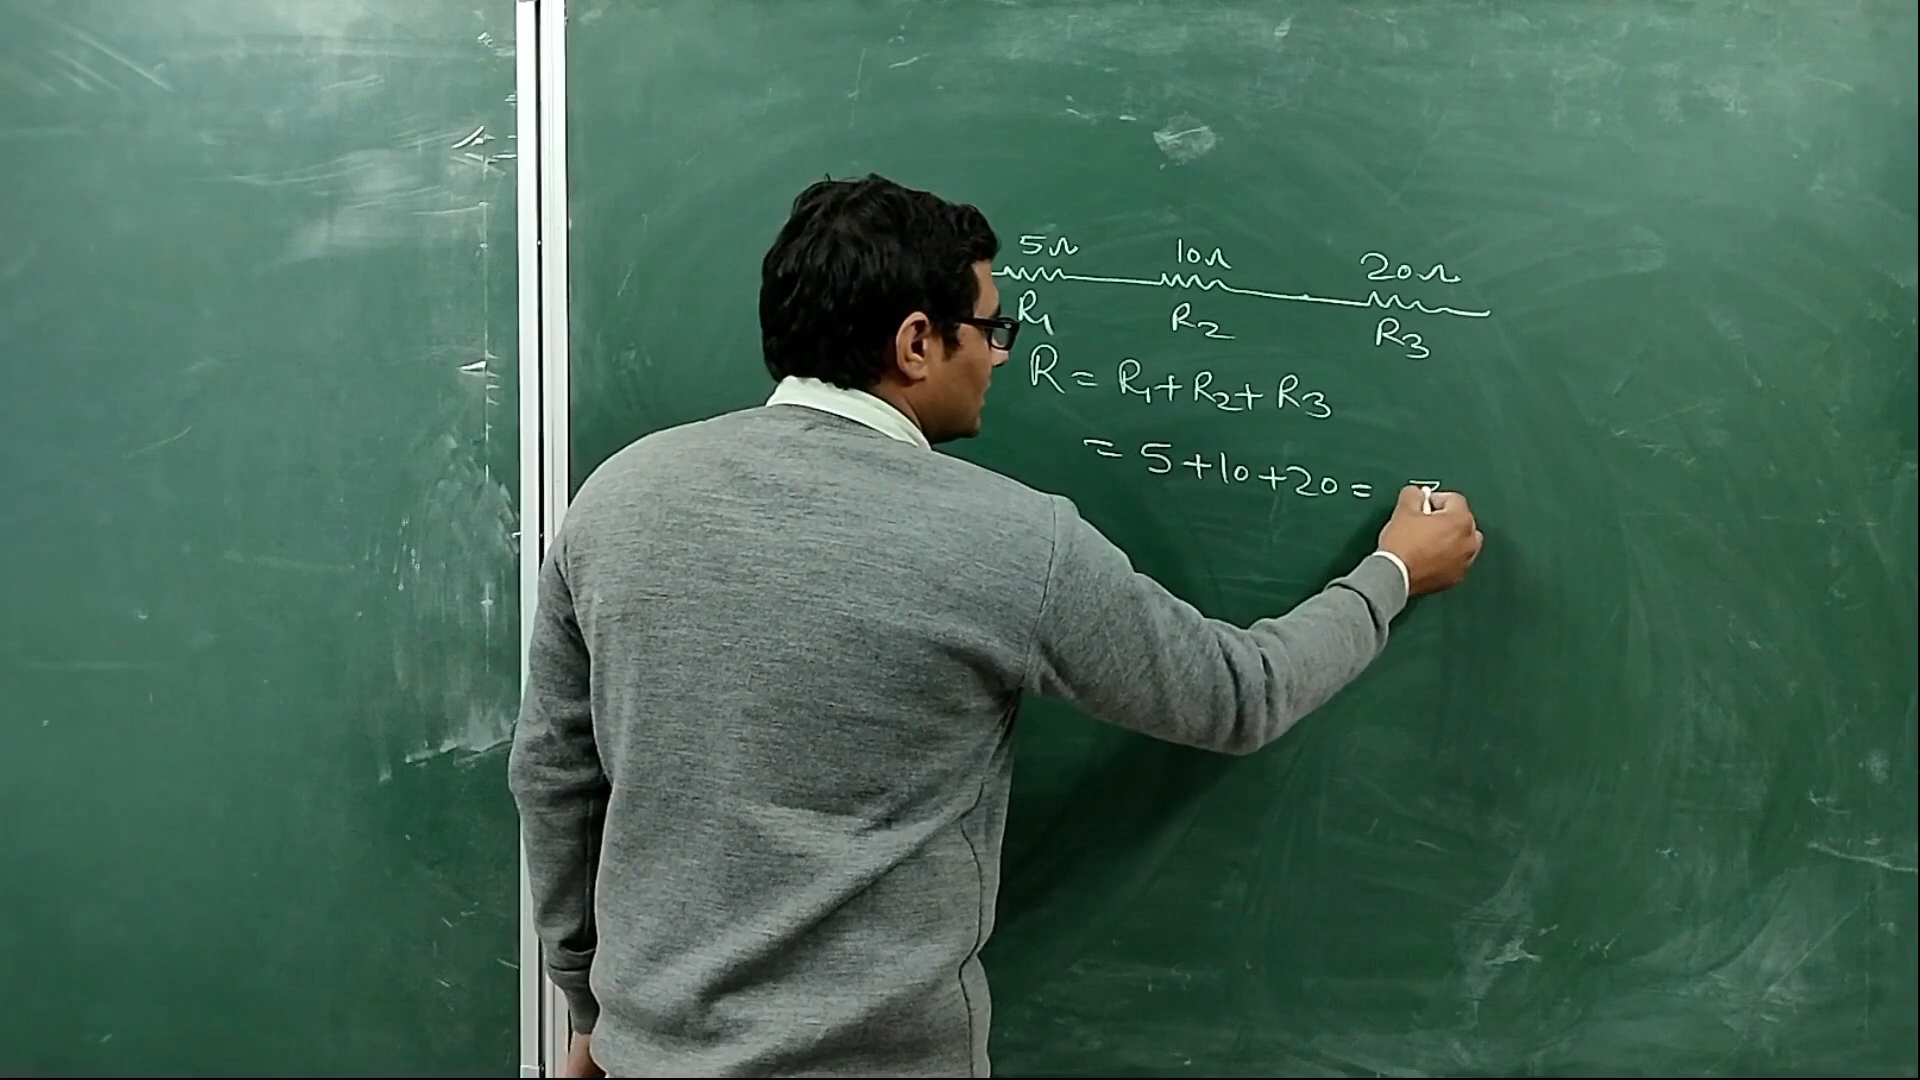 5Ω 10Ω 20Ω
R1 R2 R3
R = R1 + R2 + R3
= 5 + 10 + 20 =